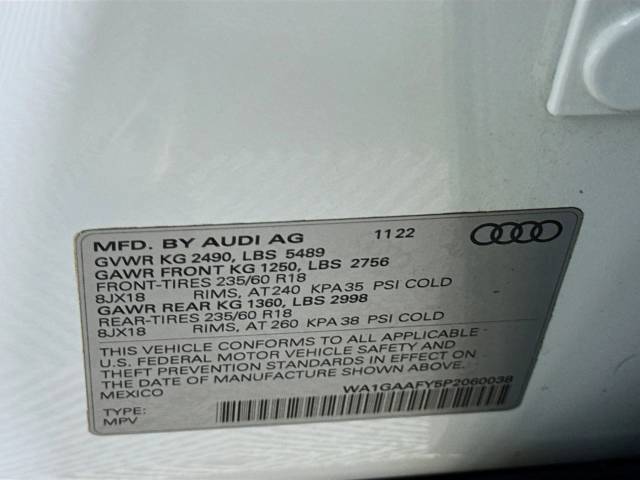 MFD. BY AUDI AG 11 22
GVWR KG 2490, LBS 5489
GAWR FRONT KG 1250, LBS 2756
FRONT-TIRES 235/60 R18
8JX18 RIMS, AT 240 KPA 35 PSI COLD
GAWR REAR KG 1360, LBS 2998
REAR-TIRES 235/60 R18
8JX18 RIMS, AT 260 KPA 38 PSI COLD
THIS VEHICLE CONFORMS TO ALL APPLICABLE
U.S. FEDERAL MOTOR VEHICLE SAFETY AND
THEFT PREVENTION STANDARDS IN EFFECT ON
THE DATE OF MANUFACTURE SHOWN ABOVE.
MEXICO WA1GAAFY5P2060038
TYPE:
MPV